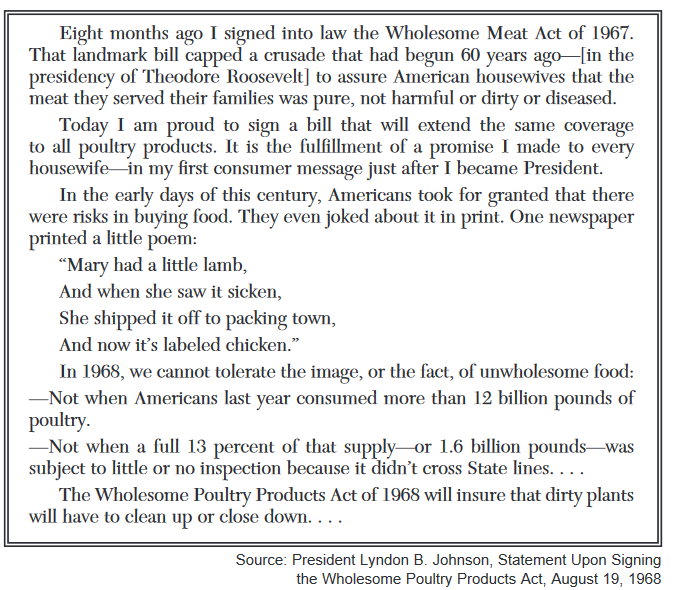 Eight months ago I signed into law the Wholesome Meat Act of 1967.
That landmark bill capped a crusade that had begun 60 years ago—[in the
presidency of Theodore Roosevelt] to assure American housewives that the
meat they served their families was pure, not harmful or dirty or diseased.
Today I am proud to sign a bill that will extend the same coverage
to all poultry products. It is the fulfillment of a promise I made to every
housewife—in my first consumer message just after I became President.
In the early days of this century, Americans took for granted that there
were risks in buying food. They even joked about it in print. One newspaper
printed a little poem:
“Mary had a little lamb,
And when she saw it sicken,
She shipped it off to packing town,
And now it’s labeled chicken.”
In 1968, we cannot tolerate the image, or the fact, of unwholesome food:
—Not when Americans last year consumed more than 12 billion pounds of
poultry.
—Not when a full 13 percent of that supply—or 1.6 billion pounds—was
subject to little or no inspection because it didn’t cross State lines. . . .
The Wholesome Poultry Products Act of 1968 will insure that dirty plants
will have to clean up or close down. . . .
Source: President Lyndon B. Johnson, Statement Upon Signing
the Wholesome Poultry Products Act, August 19, 1968